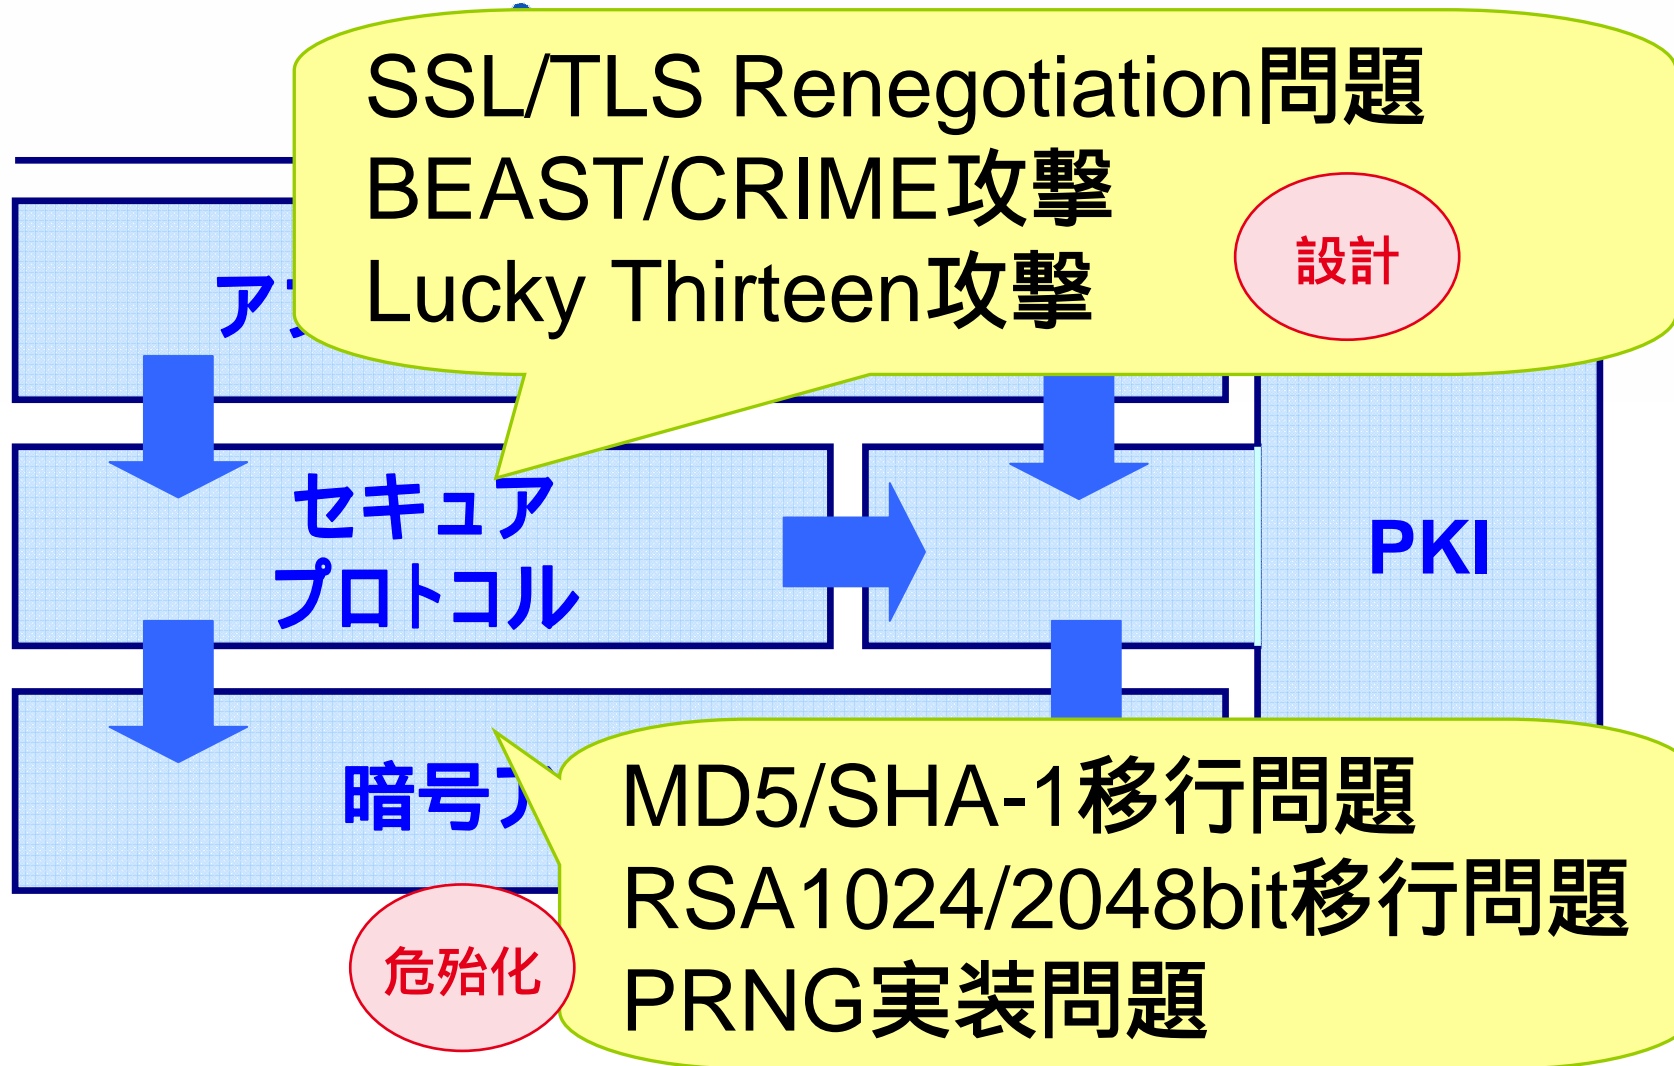 SSL/TLS Renegotiation問題
BEAST/CRIME攻撃
Lucky Thirteen攻撃
設計
セキュア
プロトコル
PKI
暗号
MD5/SHA-1移行問題
RSA1024/2048bit移行問題
PRNG実装問題
危殆化